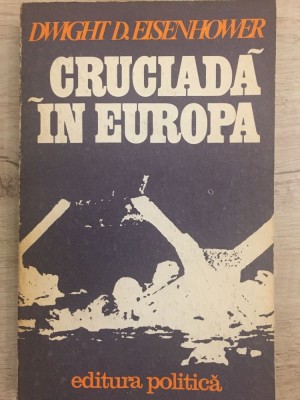 DWIGHT D. EISENHOWER
CRUCIADĂ
ÎN EUROPA
editura politică